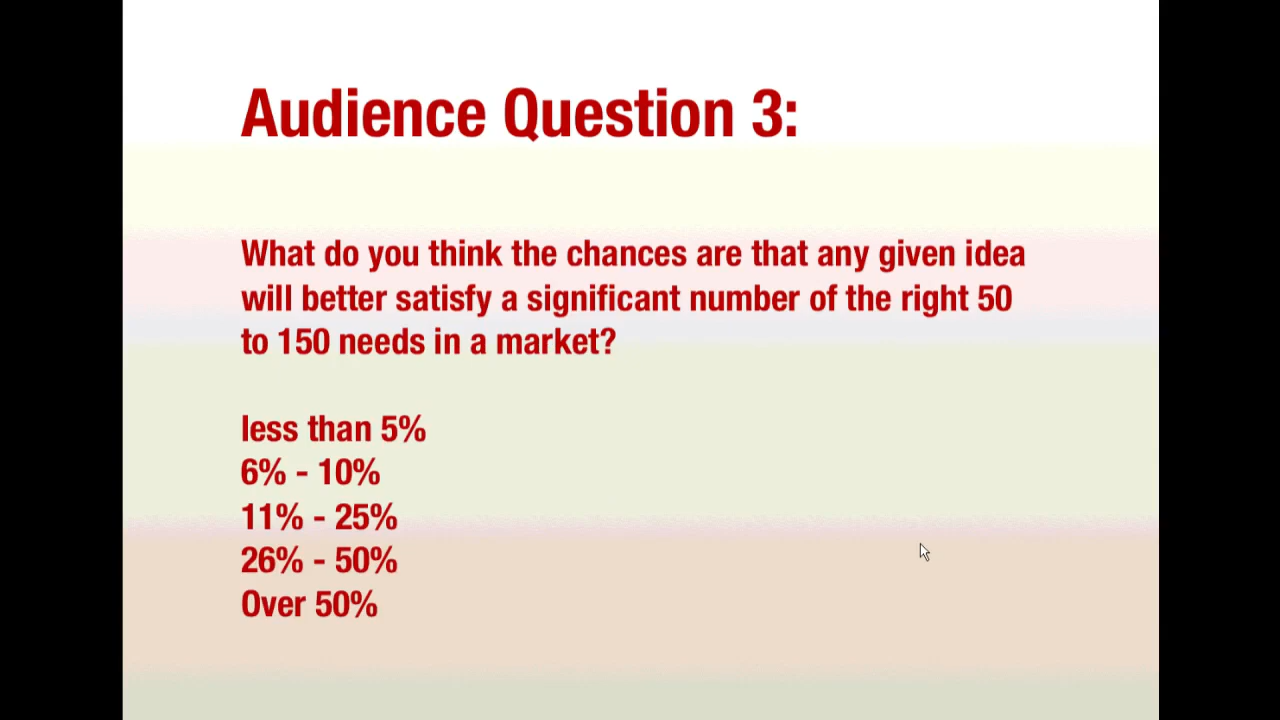 Audience Question 3:
What do you think the chances are that any given idea
will better satisfy a significant number of the right 50
to 150 needs in a market?
less than 5%
6% - 10%
11% - 25%
26% - 50%
Over 50%